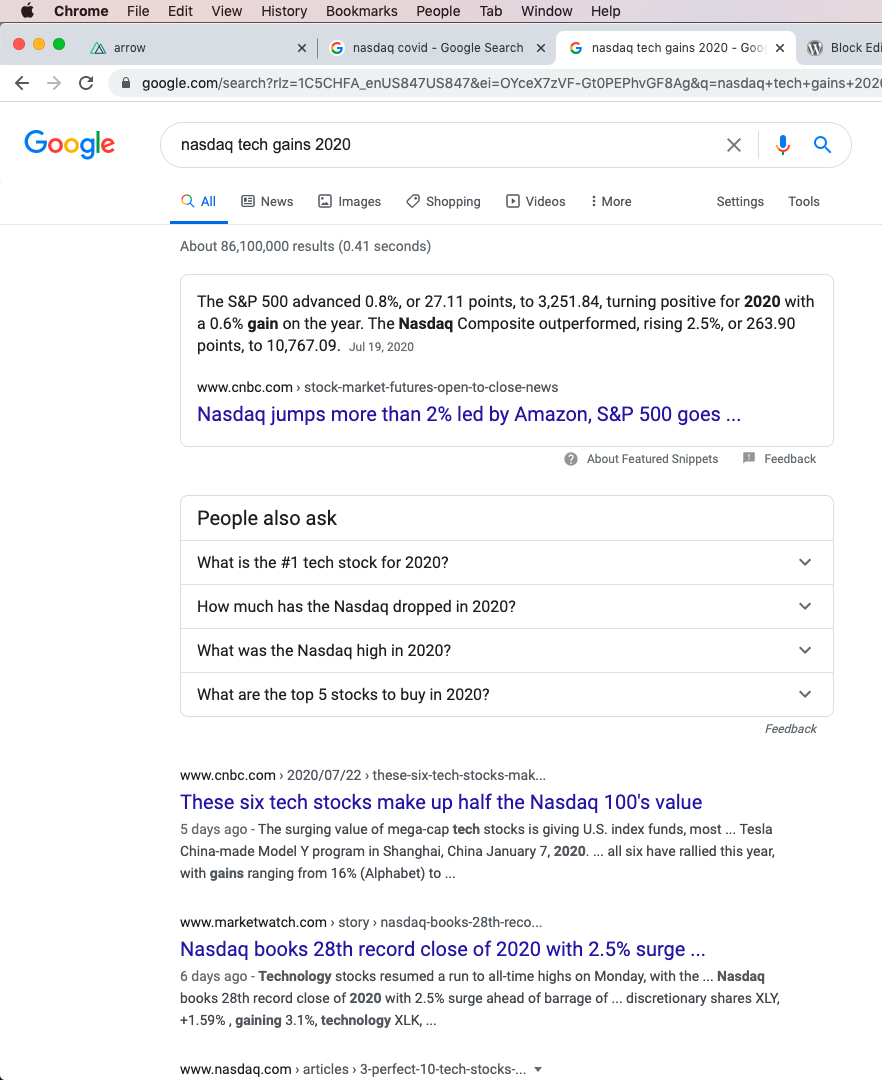 Chrome File Edit View History Bookmarks People Tab Window Help
arrow
nasdaq covid - Google Search
nasdaq tech gains 2020 - Goo
Block Edi
google.com/search?rlz=1C5CHFA_enUS847US847&ei=OYceX7zVF-Gt0PEPhvGF8Ag&q=nasdaq+tech+gains+202
Google
nasdaq tech gains 2020
All News Images Shopping Videos More Settings Tools
About 86,100,000 results (0.41 seconds)
The S&P 500 advanced 0.8%, or 27.11 points, to 3,251.84, turning positive for 2020 with
a 0.6% gain on the year. The Nasdaq Composite outperformed, rising 2.5%, or 263.90
points, to 10,767.09. Jul 19, 2020
www.cnbc.com › stock-market-futures-open-to-close-news
Nasdaq jumps more than 2% led by Amazon, S&P 500 goes ...
About Featured Snippets Feedback
People also ask
What is the #1 tech stock for 2020?
How much has the Nasdaq dropped in 2020?
What was the Nasdaq high in 2020?
What are the top 5 stocks to buy in 2020?
Feedback
www.cnbc.com › 2020/07/22 › these-six-tech-stocks-mak...
These six tech stocks make up half the Nasdaq 100's value
5 days ago - The surging value of mega-cap tech stocks is giving U.S. index funds, most ... Tesla
China-made Model Y program in Shanghai, China January 7, 2020. ... all six have rallied this year,
with gains ranging from 16% (Alphabet) to ...
www.marketwatch.com › story › nasdaq-books-28th-reco...
Nasdaq books 28th record close of 2020 with 2.5% surge ...
6 days ago - Technology stocks resumed a run to all-time highs on Monday, with the ... Nasdaq
books 28th record close of 2020 with 2.5% surge ahead of barrage of ... discretionary shares XLY,
+1.59% , gaining 3.1%, technology XLK, ...
www.nasdaq.com › articles › 3-perfect-10-tech-stocks-...